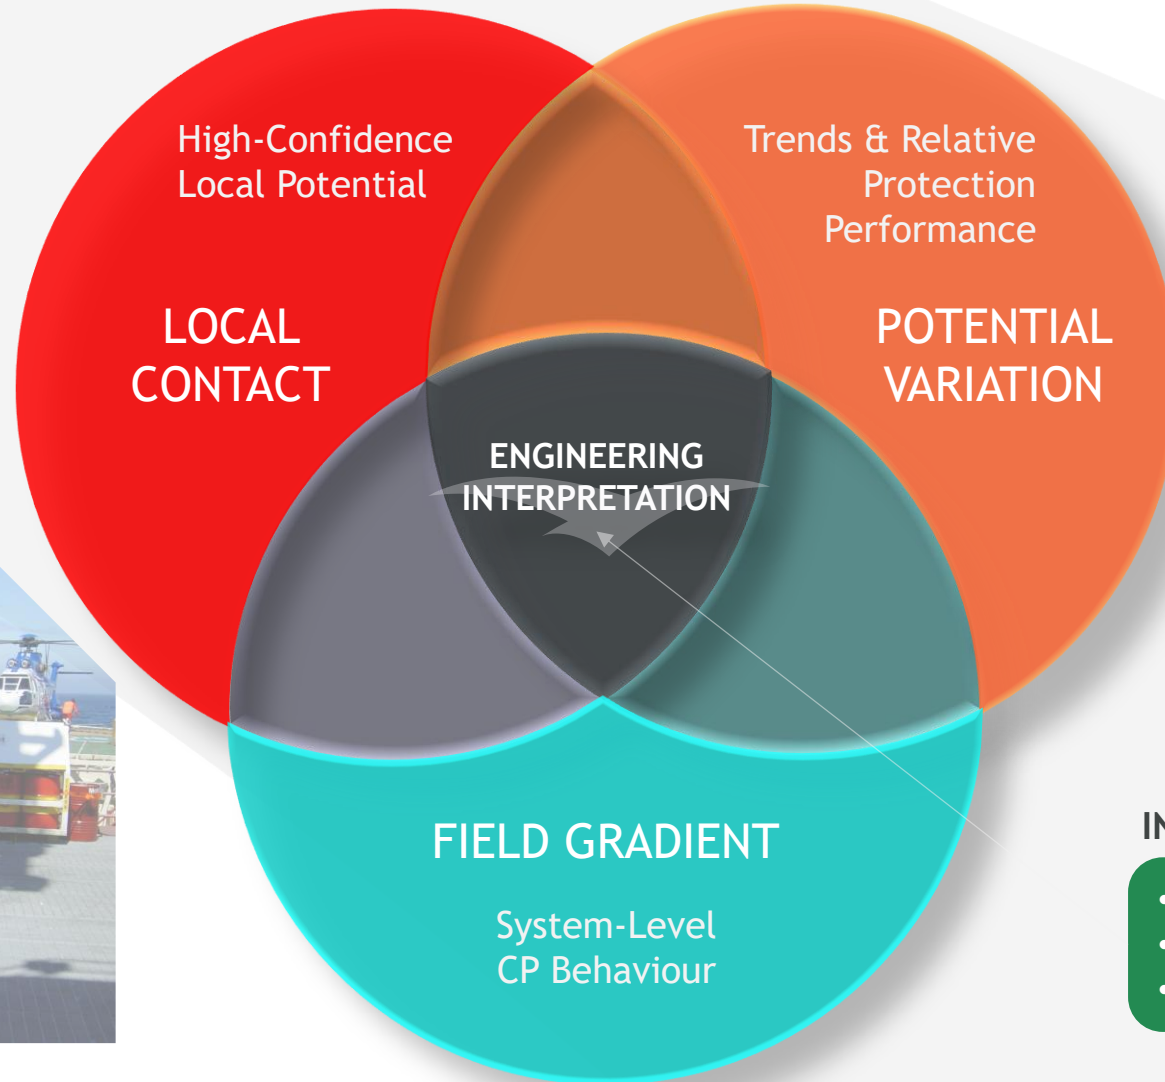 High-Confidence
Local Potential
LOCAL
CONTACT
Trends & Relative
Protection
Performance
POTENTIAL
VARIATION
ENGINEERING
INTERPRETATION
FIELD GRADIENT
System-Level
CP Behaviour